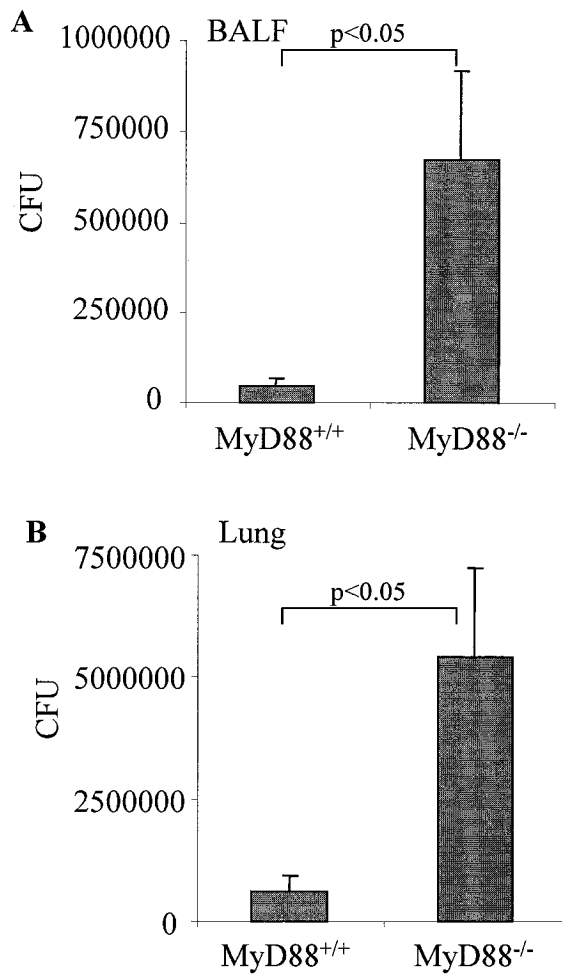 A BALF
p<0.05
1000000
750000
500000
250000
0
CFU
MyD88+/+ MyD88-/-
B Lung
p<0.05
7500000
5000000
2500000
0
CFU
MyD88+/+ MyD88-/-